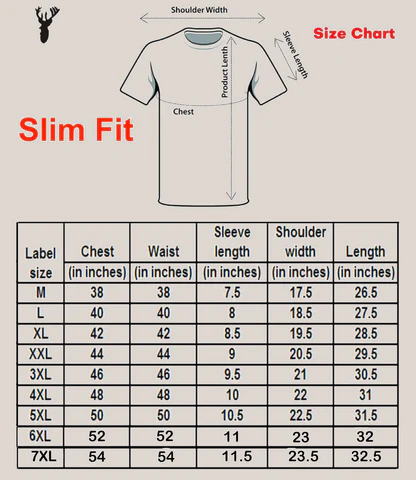 Shoulder Width
Size Chart
Sleeve Length
Product Lenth
Chest
Slim Fit
Label size | Chest (in inches) | Waist (in inches) | Sleeve length (in inches) | Shoulder width (in inches) | Length (in inches)
M 38 38 7.5 17.5 26.5
L 40 40 8 18.5 27.5
XL 42 42 8.5 19.5 28.5
XXL 44 44 9 20.5 29.5
3XL 46 46 9.5 21 30.5
4XL 48 48 10 22 31
5XL 50 50 10.5 22.5 31.5
6XL 52 52 11 23 32
7XL 54 54 11.5 23.5 32.5